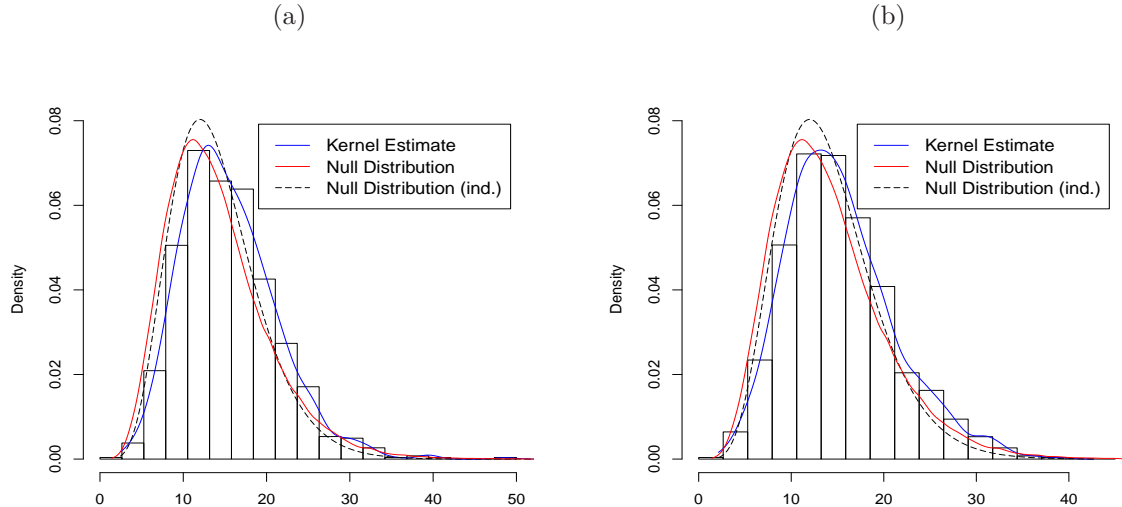 (a)
Density
0.00
0.02
0.04
0.06
0.08
0
10
20
30
40
50
Kernel Estimate
Null Distribution
Null Distribution (ind.)
(b)
Density
0.00
0.02
0.04
0.06
0.08
0
10
20
30
40
Kernel Estimate
Null Distribution
Null Distribution (ind.)